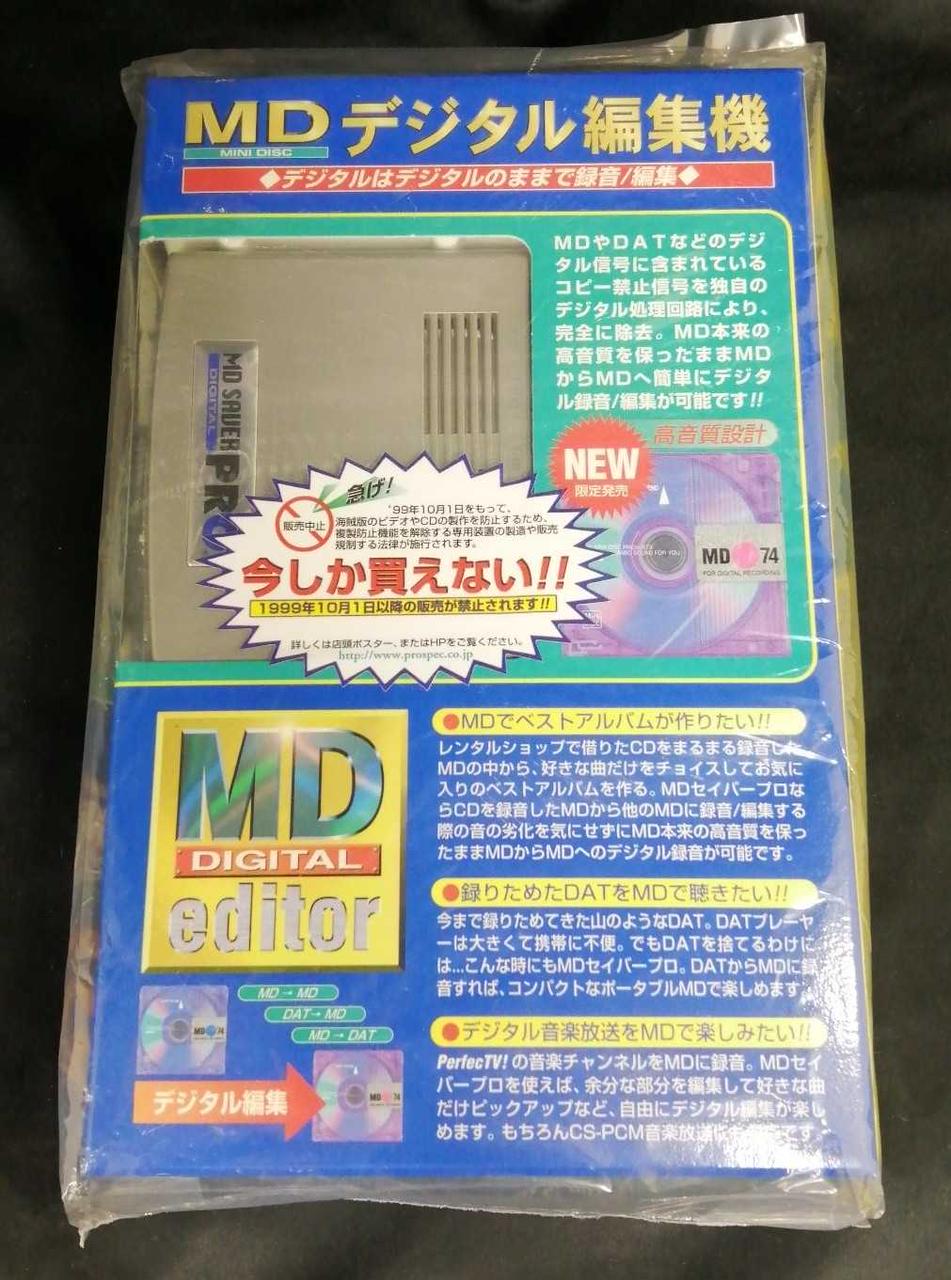 MDデジタル編集機
MINI DISC
◆デジタルはデジタルのままで録音/編集◆
MDやDATなどのデジ
タル信号に含まれている
コピー禁止信号を独自の
デジタル処理回路により、
完全に除去。MD本来の
高音質を保ったままMD
からMDへ簡単にデジタ
ル録音/編集が可能です!!
高音質設計
NEW
限定発売
MD SAVER
DIGITAL
PR
急げ!
販売中止
'99年10月1日をもって、
海賊版のビデオやCDの製作を防止するため、
複製防止機能を解除する専用装置の製造や販売
規制する法律が施行されます。
今しか買えない!!
1999年10月1日以降の販売が禁止されます!!
詳しくは店頭ポスター、またはHPをご覧ください。
http://www.prospec.co.jp
SOUND FOR YOU
MD 74
FOR DIGITAL RECORDING
MD
DIGITAL
editor
●MDでベストアルバムが作りたい!!
レンタルショップで借りたCDをまるまる録音した
MDの中から、好きな曲だけをチョイスしてお気に
入りのベストアルバムを作る。MDセイバープロな
らCDを録音したMDから他のMDに録音/編集する
際の音の劣化を気にせずにMD本来の高音質を保っ
たままMDからMDへのデジタル録音が可能です。
●録りためたDATをMDで聴きたい!!
今まで録りためてきた山のようなDAT。DATプレーヤ
ーは大きくて携帯に不便。でもDATを捨てるわけに
は…こんな時にもMDセイバープロ。DATからMDに録
音すれば、コンパクトなポータブルMDで楽しめます。
●デジタル音楽放送をMDで楽しみたい!!
PerfecTV!の音楽チャンネルをMDに録音。MDセイ
バープロを使えば、余分な部分を編集して好きな曲
だけピックアップなど、自由にデジタル編集が楽し
めます。もちろんCS-PCM音楽放送にも です。
MD→MD
DAT→MD
MD→DAT
MD 74
デジタル編集
MD 74